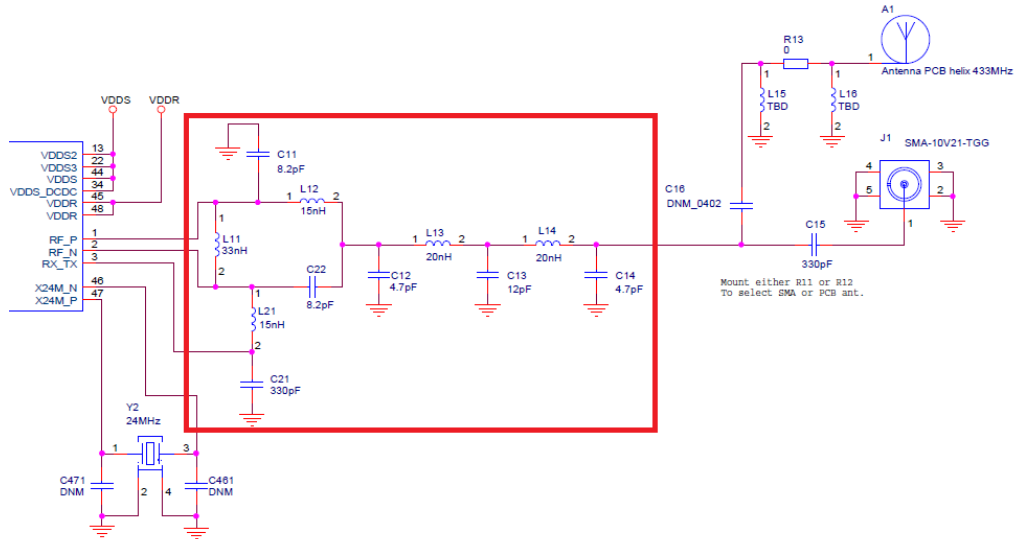 A1
R13
0
1
Antenna PCB helix 433MHz
1
L15
TBD
2
1
L16
TBD
2
VDDS
VDDR
J1
SMA-10V21-TGG
4
5
3
2
1
VDDS2
13
VDDS3
22
VDDS
44
VDDS_DCDC
34
VDDR
45
VDDR
48
RF_P
1
RF_N
2
RX_TX
3
X24M_N
46
X24M_P
47
C11
8.2pF
1
L12
2
15nH
1
L11
33nH
2
C22
8.2pF
1
L21
15nH
2
C21
330pF
C12
4.7pF
1
L13
2
20nH
C13
12pF
1
L14
2
20nH
C14
4.7pF
C16
DNM_0402
C15
330pF
Mount either R11 or R12
To select SMA or PCB ant.
Y2
24MHz
1
3
2
4
C471
DNM
C461
DNM